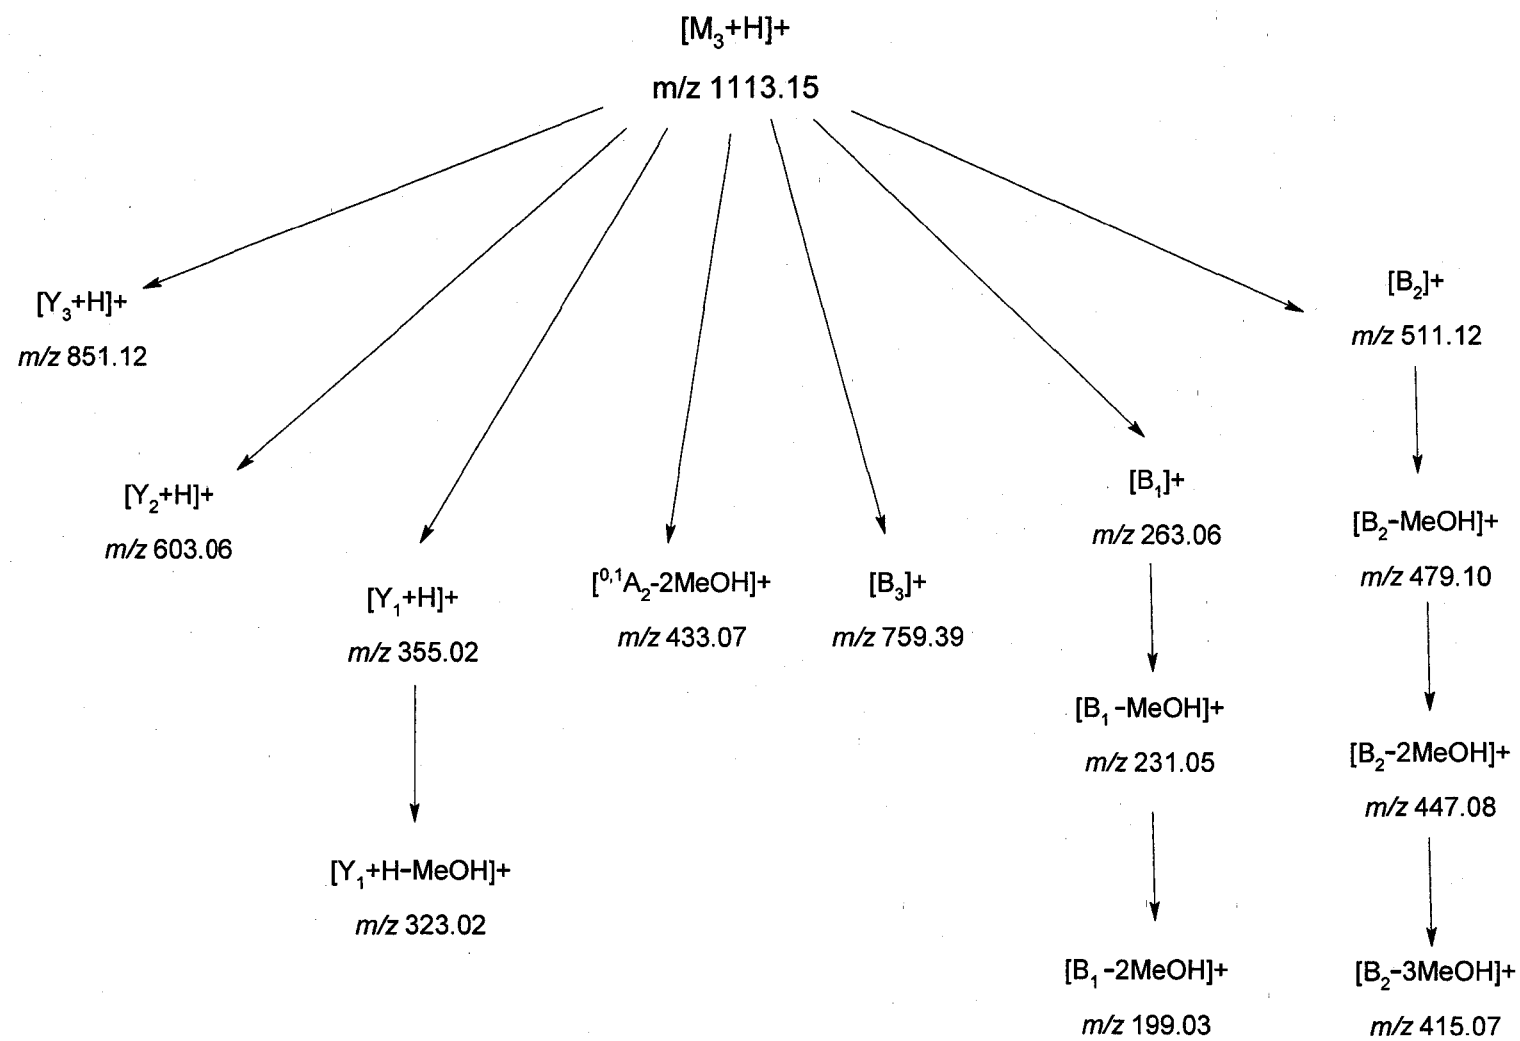 [M₃+H]+
m/z 1113.15
[Y₃+H]+
m/z 851.12
[Y₂+H]+
m/z 603.06
[Y₁+H]+
m/z 355.02
[Y₁+H-MeOH]+
m/z 323.02
[⁰,¹A₂-2MeOH]+
m/z 433.07
[B₃]+
m/z 759.39
[B₁]+
m/z 263.06
[B₁-MeOH]+
m/z 231.05
[B₁-2MeOH]+
m/z 199.03
[B₂]+
m/z 511.12
[B₂-MeOH]+
m/z 479.10
[B₂-2MeOH]+
m/z 447.08
[B₂-3MeOH]+
m/z 415.07